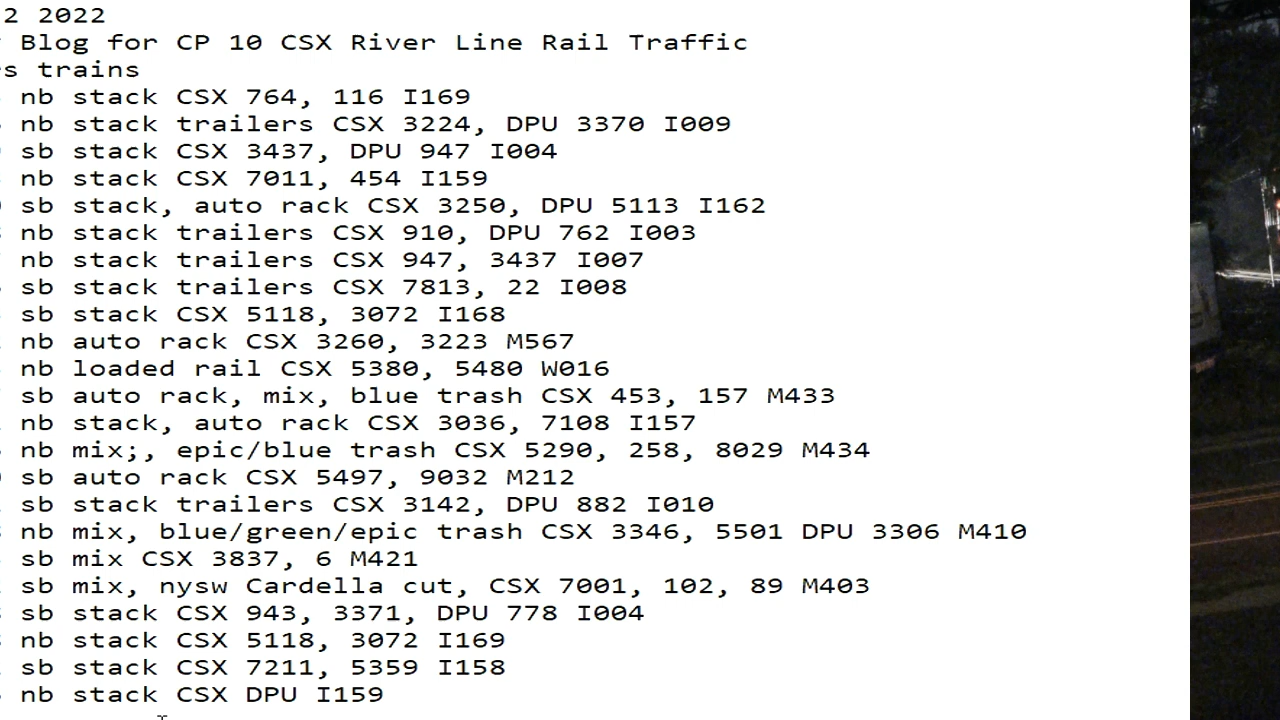 2 2022
Blog for CP 10 CSX River Line Rail Traffic
s trains
nb stack CSX 764, 116 I169
nb stack trailers CSX 3224, DPU 3370 I009
sb stack CSX 3437, DPU 947 I004
nb stack CSX 7011, 454 I159
sb stack, auto rack CSX 3250, DPU 5113 I162
nb stack trailers CSX 910, DPU 762 I003
nb stack trailers CSX 947, 3437 I007
sb stack trailers CSX 7813, 22 I008
sb stack CSX 5118, 3072 I168
nb auto rack CSX 3260, 3223 M567
nb loaded rail CSX 5380, 5480 W016
sb auto rack, mix, blue trash CSX 453, 157 M433
nb stack, auto rack CSX 3036, 7108 I157
nb mix;, epic/blue trash CSX 5290, 258, 8029 M434
sb auto rack CSX 5497, 9032 M212
sb stack trailers CSX 3142, DPU 882 I010
nb mix, blue/green/epic trash CSX 3346, 5501 DPU 3306 M410
sb mix CSX 3837, 6 M421
sb mix, nysw Cardella cut, CSX 7001, 102, 89 M403
sb stack CSX 943, 3371, DPU 778 I004
nb stack CSX 5118, 3072 I169
sb stack CSX 7211, 5359 I158
nb stack CSX DPU I159